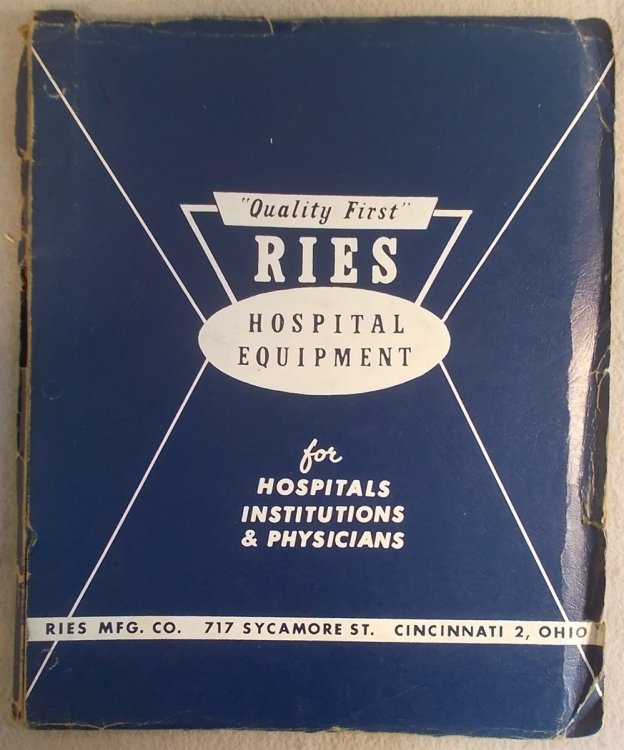 "Quality First"
RIES
HOSPITAL
EQUIPMENT
for
HOSPITALS
INSTITUTIONS
& PHYSICIANS
RIES MFG. CO. 717 SYCAMORE ST. CINCINNATI 2, OHIO